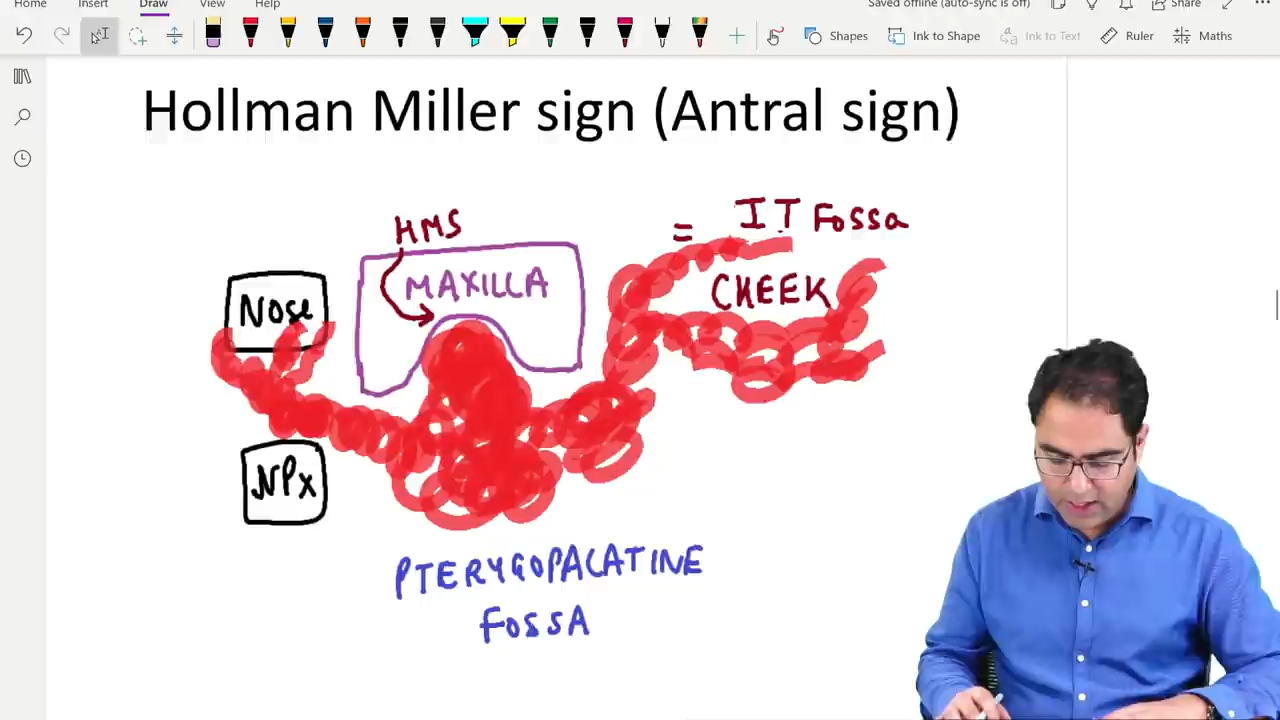 Home Insert Draw View Help Saved offline (auto-sync is off) Share
Shapes Ink to Shape Ink to Text Ruler Maths
Hollman Miller sign (Antral sign)
HMS
= IT Fossa
MAXILLA
CHEEK
Nose
NPx
PTERYGOPALATINE
FOSSA